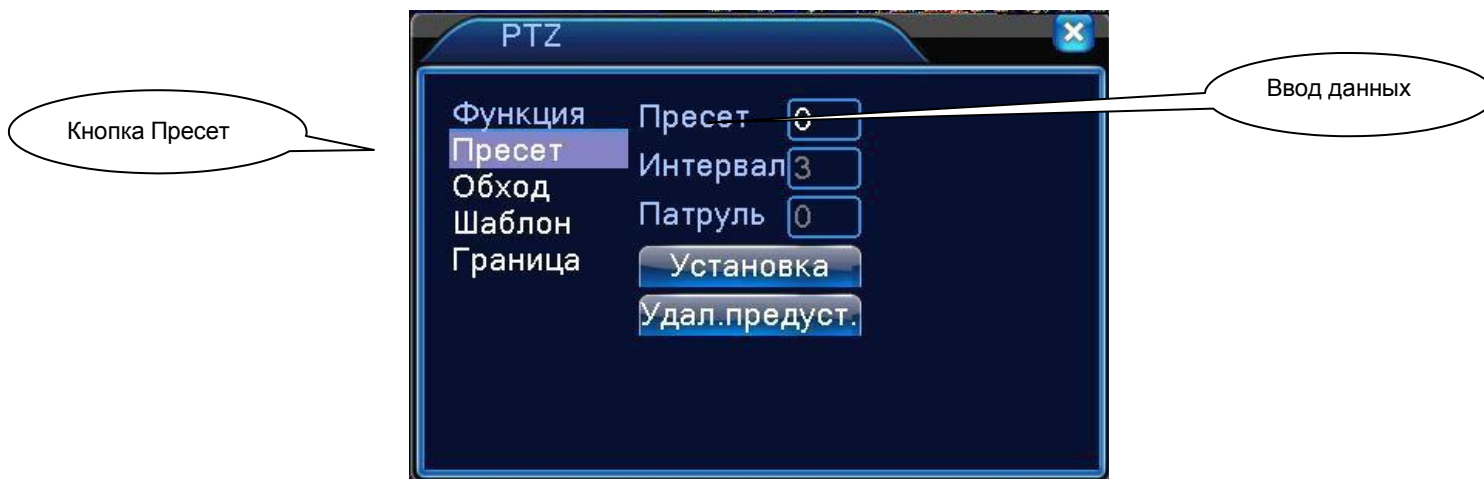 PTZ
Кнопка Пресет
Ввод данных
Функция
Пресет
Обход
Шаблон
Граница
Пресет 0
Интервал 3
Патруль 0
Установка
Удал.предуст.